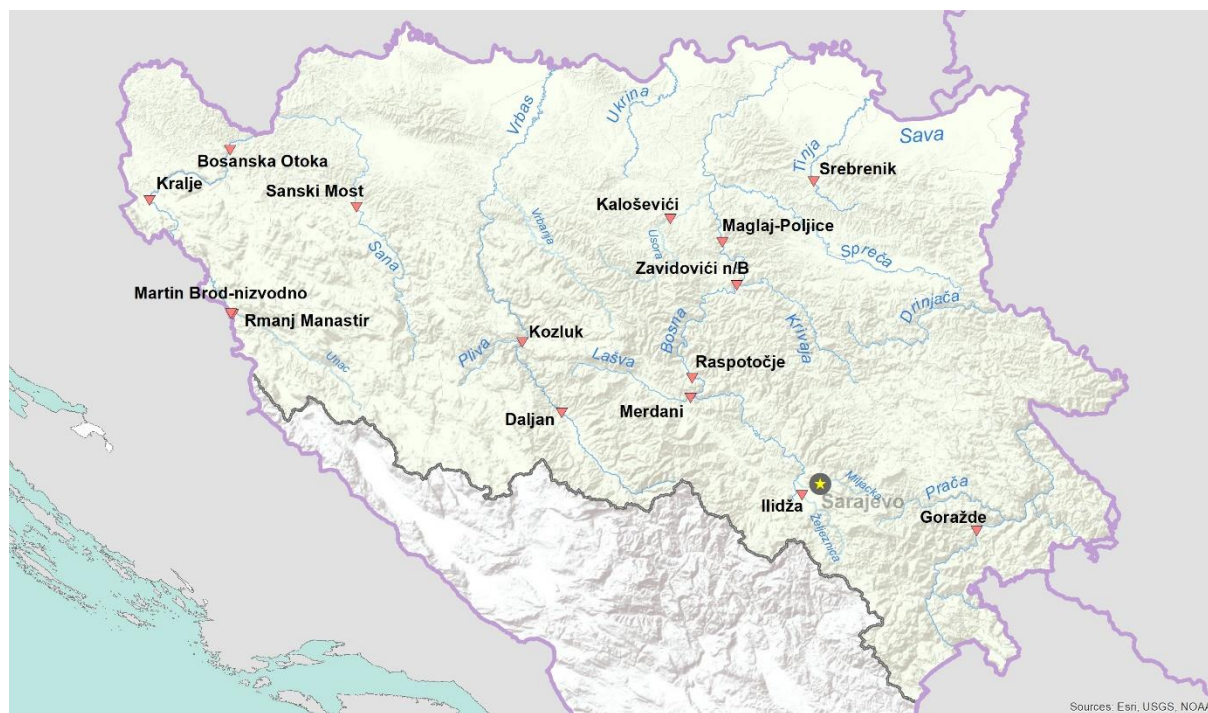 Vrbas
Ukrina
Sava
Tinja
Bosanska Otoka
Kralje
Sanski Most
Srebrenik
Kaloševići
Vrbanja
Usora
Maglaj-Poljice
Sana
Spreča
Zavidovići n/B
Martin Brod-nizvodno
Rmanj Manastir
Drinjača
Bosna
Krivaja
Kozluk
Pliva
Lašva
Unac
Raspotočje
Daljan
Merdani
Miljacka
Prača
Ilidža
Sarajevo
Goražde
Željeznica
Sources: Esri, USGS, NOAA